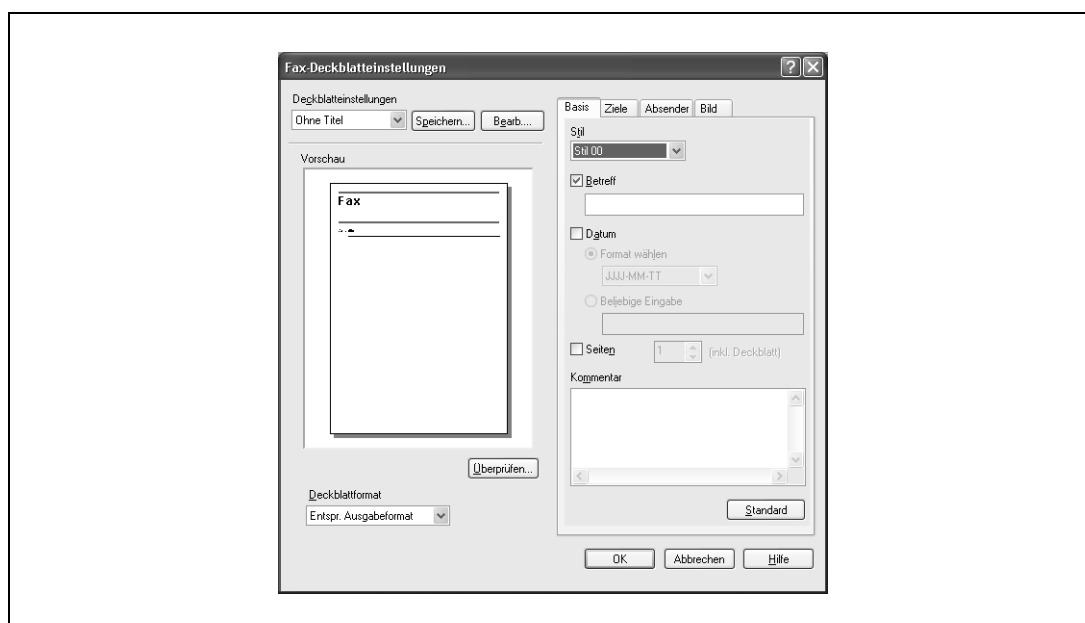 Fax-Deckblatteinstellungen
Deckblatteinstellungen
Ohne Titel
Speichern...
Bearb....
Vorschau
Fax
Überprüfen...
Deckblattformat
Entspr. Ausgabeformat
Basis
Ziele
Absender
Bild
Stil
Stil 00
Betreff
Datum
Format wählen
JJJJ-MM-TT
Beliebige Eingabe
Seiten
1
(inkl. Deckblatt)
Kommentar
Standard
OK
Abbrechen
Hilfe